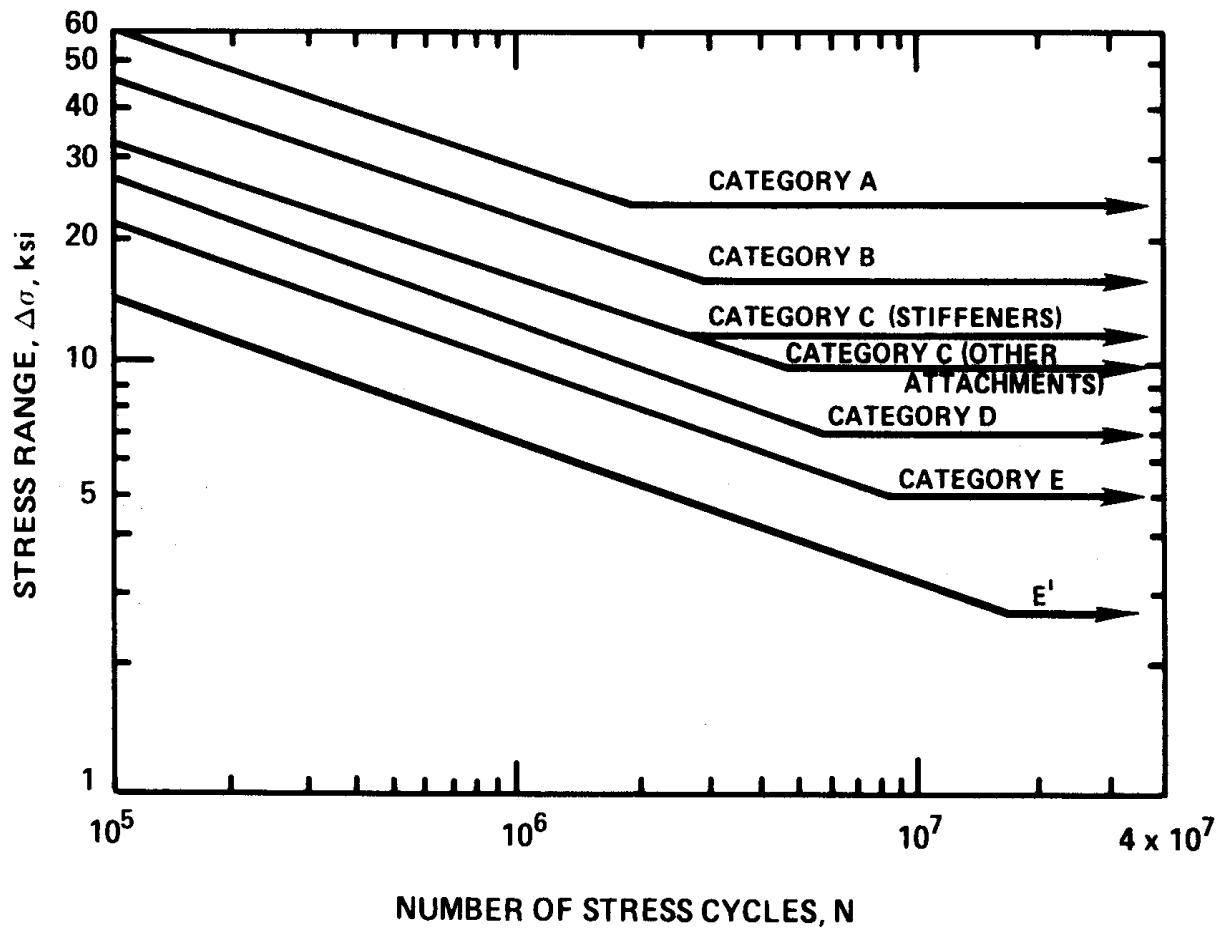 60
50
40
30
20
10
5
1
STRESS RANGE, Δσ, ksi
CATEGORY A
CATEGORY B
CATEGORY C (STIFFENERS)
CATEGORY C (OTHER
ATTACHMENTS)
CATEGORY D
CATEGORY E
E'
10⁵
10⁶
10⁷
4 x 10⁷
NUMBER OF STRESS CYCLES, N